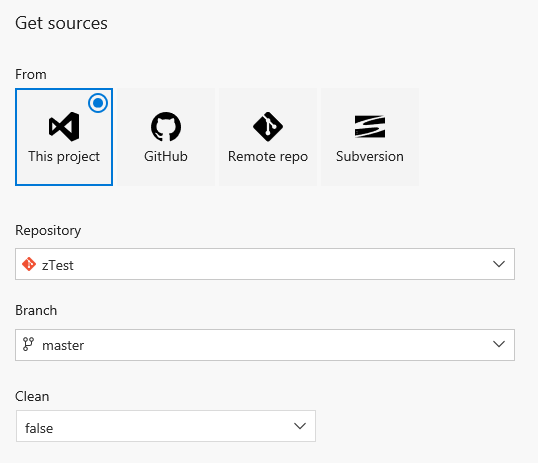 Get sources
From
This project GitHub Remote repo Subversion
Repository
zTest
Branch
master
Clean
false